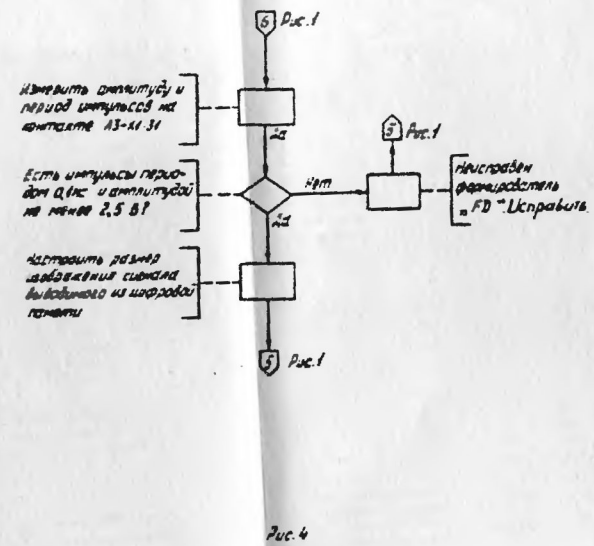 6 Рис.1
Измерить амплитуду и
период импульсов на
контакте А3-Х1:31
Да
5 Рис.1
Есть импульсы перио-
дом 0,1мс и амплитудой
не менее 2,5 В?
Нет
Неисправен
формирователь
"FD". Исправить.
Да
Настроить размер
изображения сигнала
выводимого из цифровой
памяти
5 Рис.1
Рис.4